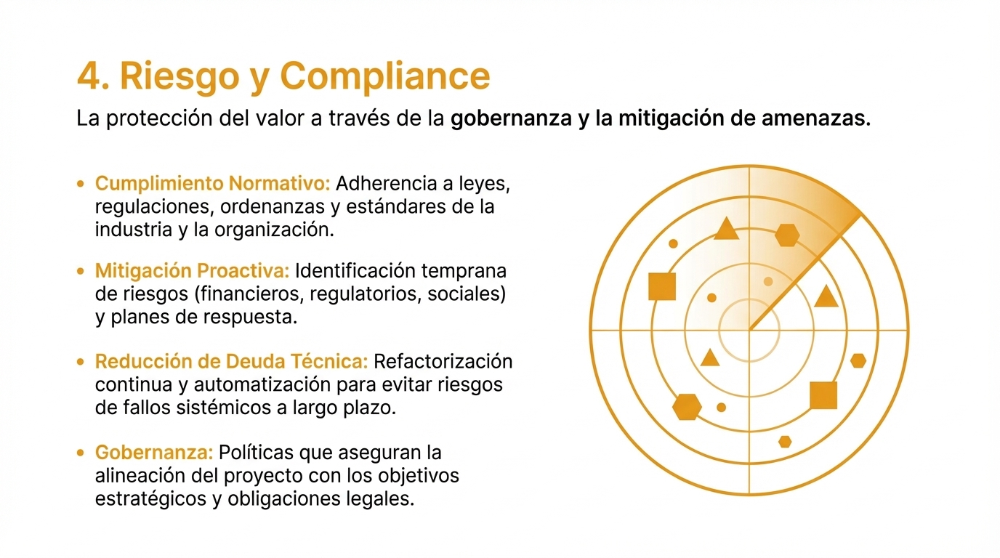 4. Riesgo y Compliance
La protección del valor a través de la gobernanza y la mitigación de amenazas.
• Cumplimiento Normativo: Adherencia a leyes,
regulaciones, ordenanzas y estándares de la
industria y la organización.
• Mitigación Proactiva: Identificación temprana
de riesgos (financieros, regulatorios, sociales)
y planes de respuesta.
• Reducción de Deuda Técnica: Refactorización
continua y automatización para evitar riesgos
de fallos sistémicos a largo plazo.
• Gobernanza: Políticas que aseguran la
alineación del proyecto con los objetivos
estratégicos y obligaciones legales.